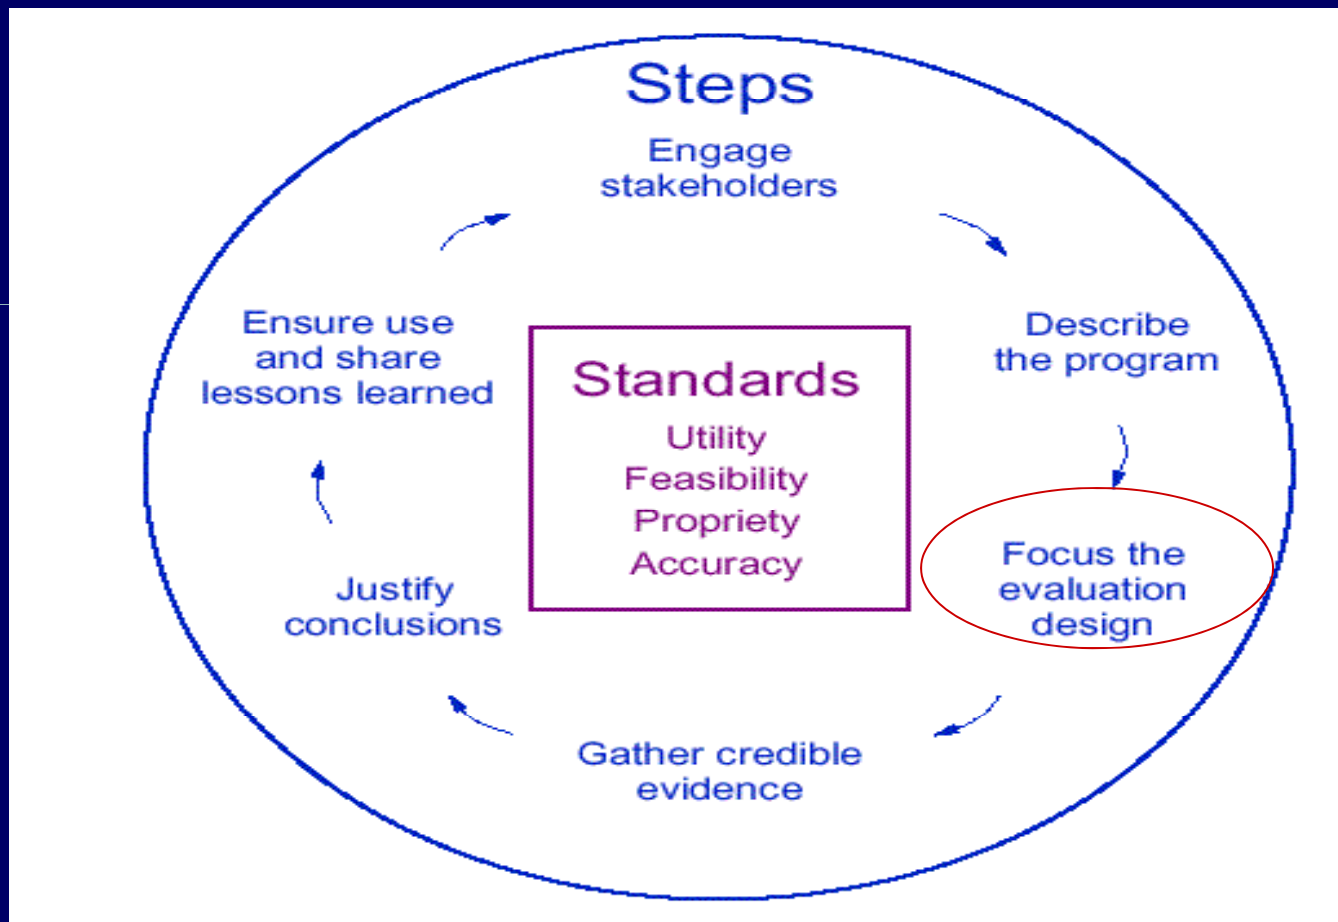 Steps
Engage
stakeholders
Describe
the program
Focus the
evaluation
design
Gather credible
evidence
Justify
conclusions
Ensure use
and share
lessons learned
Standards
Utility
Feasibility
Propriety
Accuracy